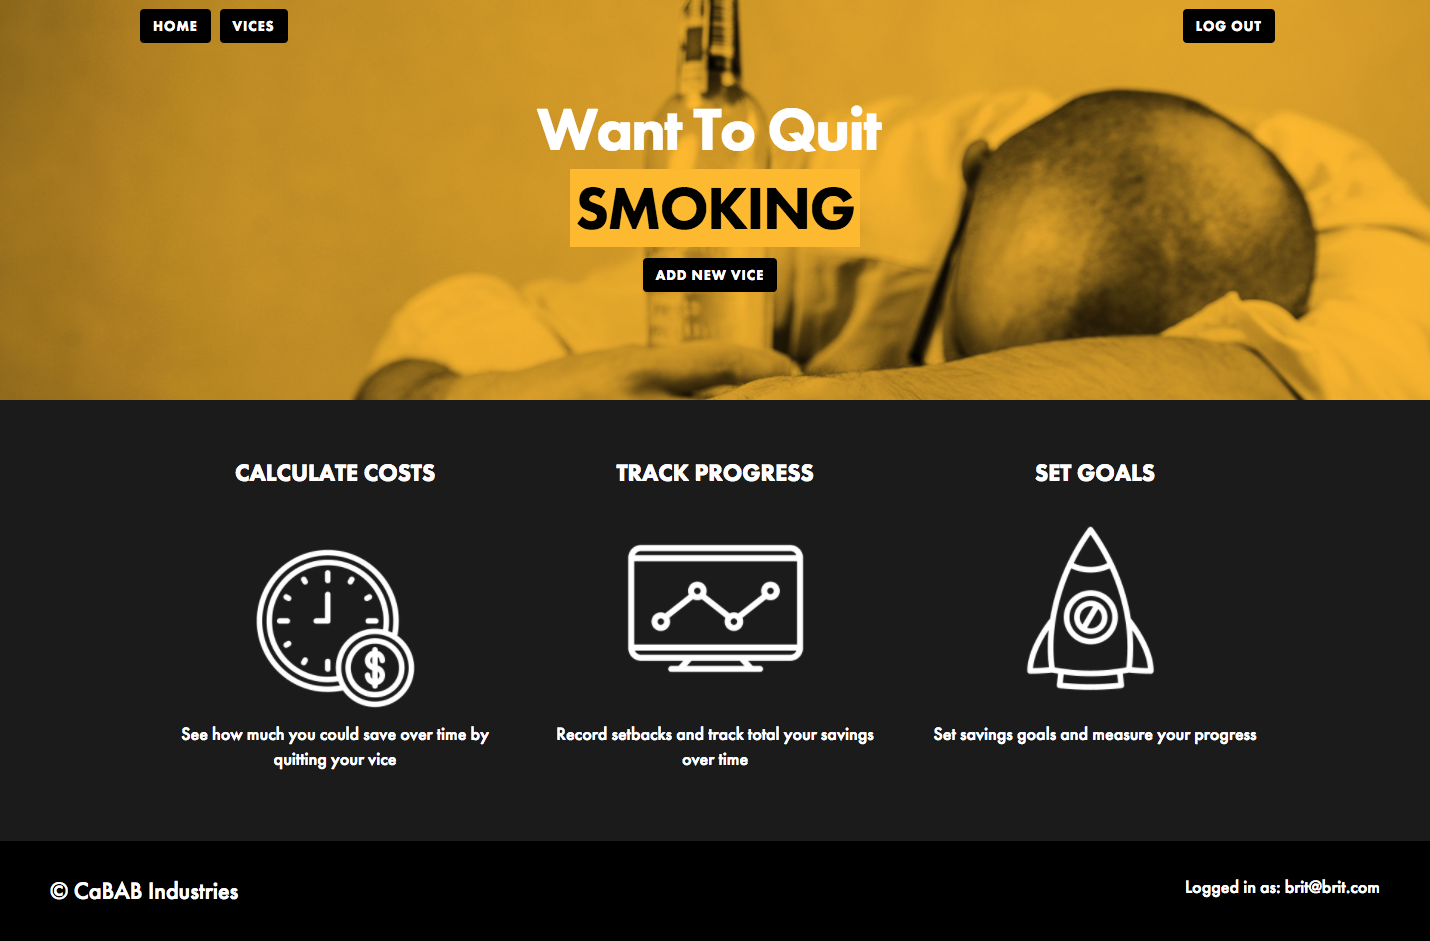 HOME VICES LOG OUT
Want To Quit
SMOKING
ADD NEW VICE
CALCULATE COSTS
TRACK PROGRESS
SET GOALS
$
See how much you could save over time by
quitting your vice
Record setbacks and track total your savings
over time
Set savings goals and measure your progress
© CaBAB Industries
Logged in as: brit@brit.com